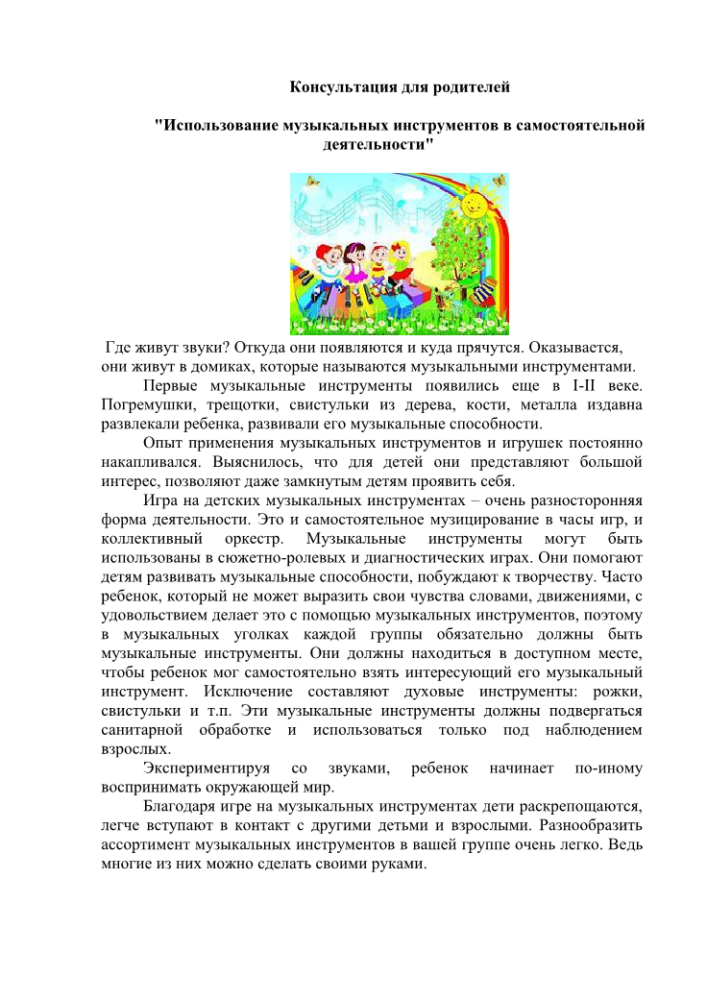 Консультация для родителей
"Использование музыкальных инструментов в самостоятельной
деятельности"
Где живут звуки? Откуда они появляются и куда прячутся. Оказывается,
они живут в домиках, которые называются музыкальными инструментами.
Первые музыкальные инструменты появились еще в I-II веке.
Погремушки, трещотки, свистульки из дерева, кости, металла издавна
развлекали ребенка, развивали его музыкальные способности.
Опыт применения музыкальных инструментов и игрушек постоянно
накапливался. Выяснилось, что для детей они представляют большой
интерес, позволяют даже замкнутым детям проявить себя.
Игра на детских музыкальных инструментах – очень разносторонняя
форма деятельности. Это и самостоятельное музицирование в часы игр, и
коллективный оркестр. Музыкальные инструменты могут быть
использованы в сюжетно-ролевых и диагностических играх. Они помогают
детям развивать музыкальные способности, побуждают к творчеству. Часто
ребенок, который не может выразить свои чувства словами, движениями, с
удовольствием делает это с помощью музыкальных инструментов, поэтому
в музыкальных уголках каждой группы обязательно должны быть
музыкальные инструменты. Они должны находиться в доступном месте,
чтобы ребенок мог самостоятельно взять интересующий его музыкальный
инструмент. Исключение составляют духовые инструменты: рожки,
свистульки и т.п. Эти музыкальные инструменты должны подвергаться
санитарной обработке и использоваться только под наблюдением
взрослых.
Экспериментируя со звуками, ребенок начинает по-иному
воспринимать окружающей мир.
Благодаря игре на музыкальных инструментах дети раскрепощаются,
легче вступают в контакт с другими детьми и взрослыми. Разнообразить
ассортимент музыкальных инструментов в вашей группе очень легко. Ведь
многие из них можно сделать своими руками.